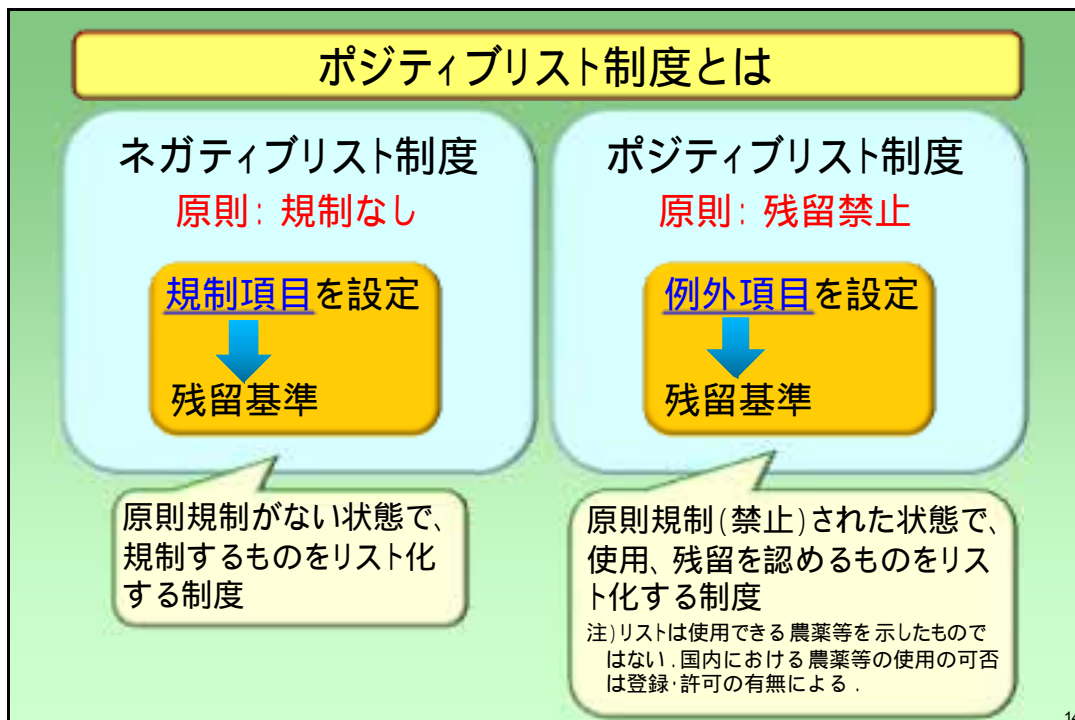 ポジティブリスト制度とは
ネガティブリスト制度
原則：規制なし
規制項目を設定
残留基準
原則規制がない状態で、
規制するものをリスト化
する制度
ポジティブリスト制度
原則：残留禁止
例外項目を設定
残留基準
原則規制(禁止)された状態で、
使用、残留を認めるものをリス
ト化する制度
注)リストは使用できる農薬等を示したもので
はない．国内における農薬等の使用の可否
は登録･許可の有無による．